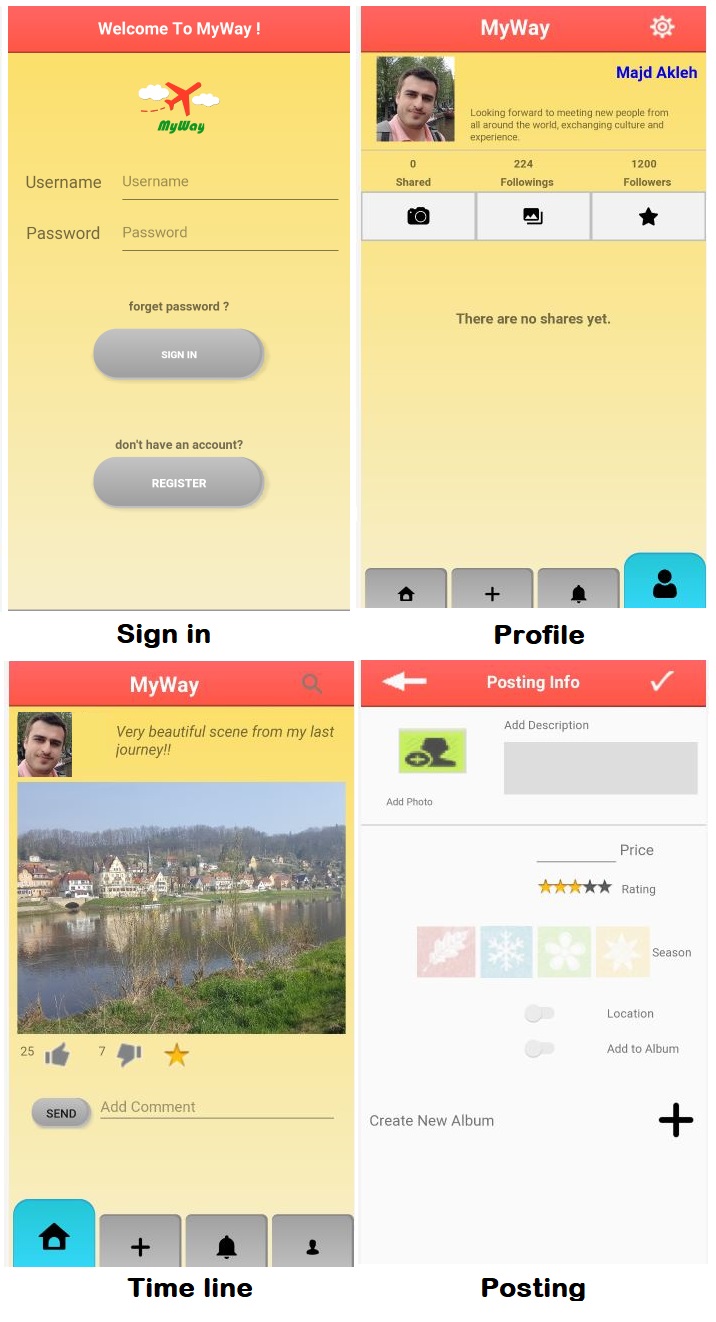 Welcome To MyWay !
MyWay
Username
Username
Password
Password
forget password ?
SIGN IN
don't have an account?
REGISTER
Sign in
MyWay
Majd Akleh
Looking forward to meeting new people from
all around the world, exchanging culture and
experience.
0
224
1200
Shared
Followings
Followers
There are no shares yet.
Profile
MyWay
Very beautiful scene from my last
journey!!
25
7
SEND
Add Comment
Time line
Posting Info
Add Description
Add Photo
Price
Rating
Season
Location
Add to Album
Create New Album
Posting